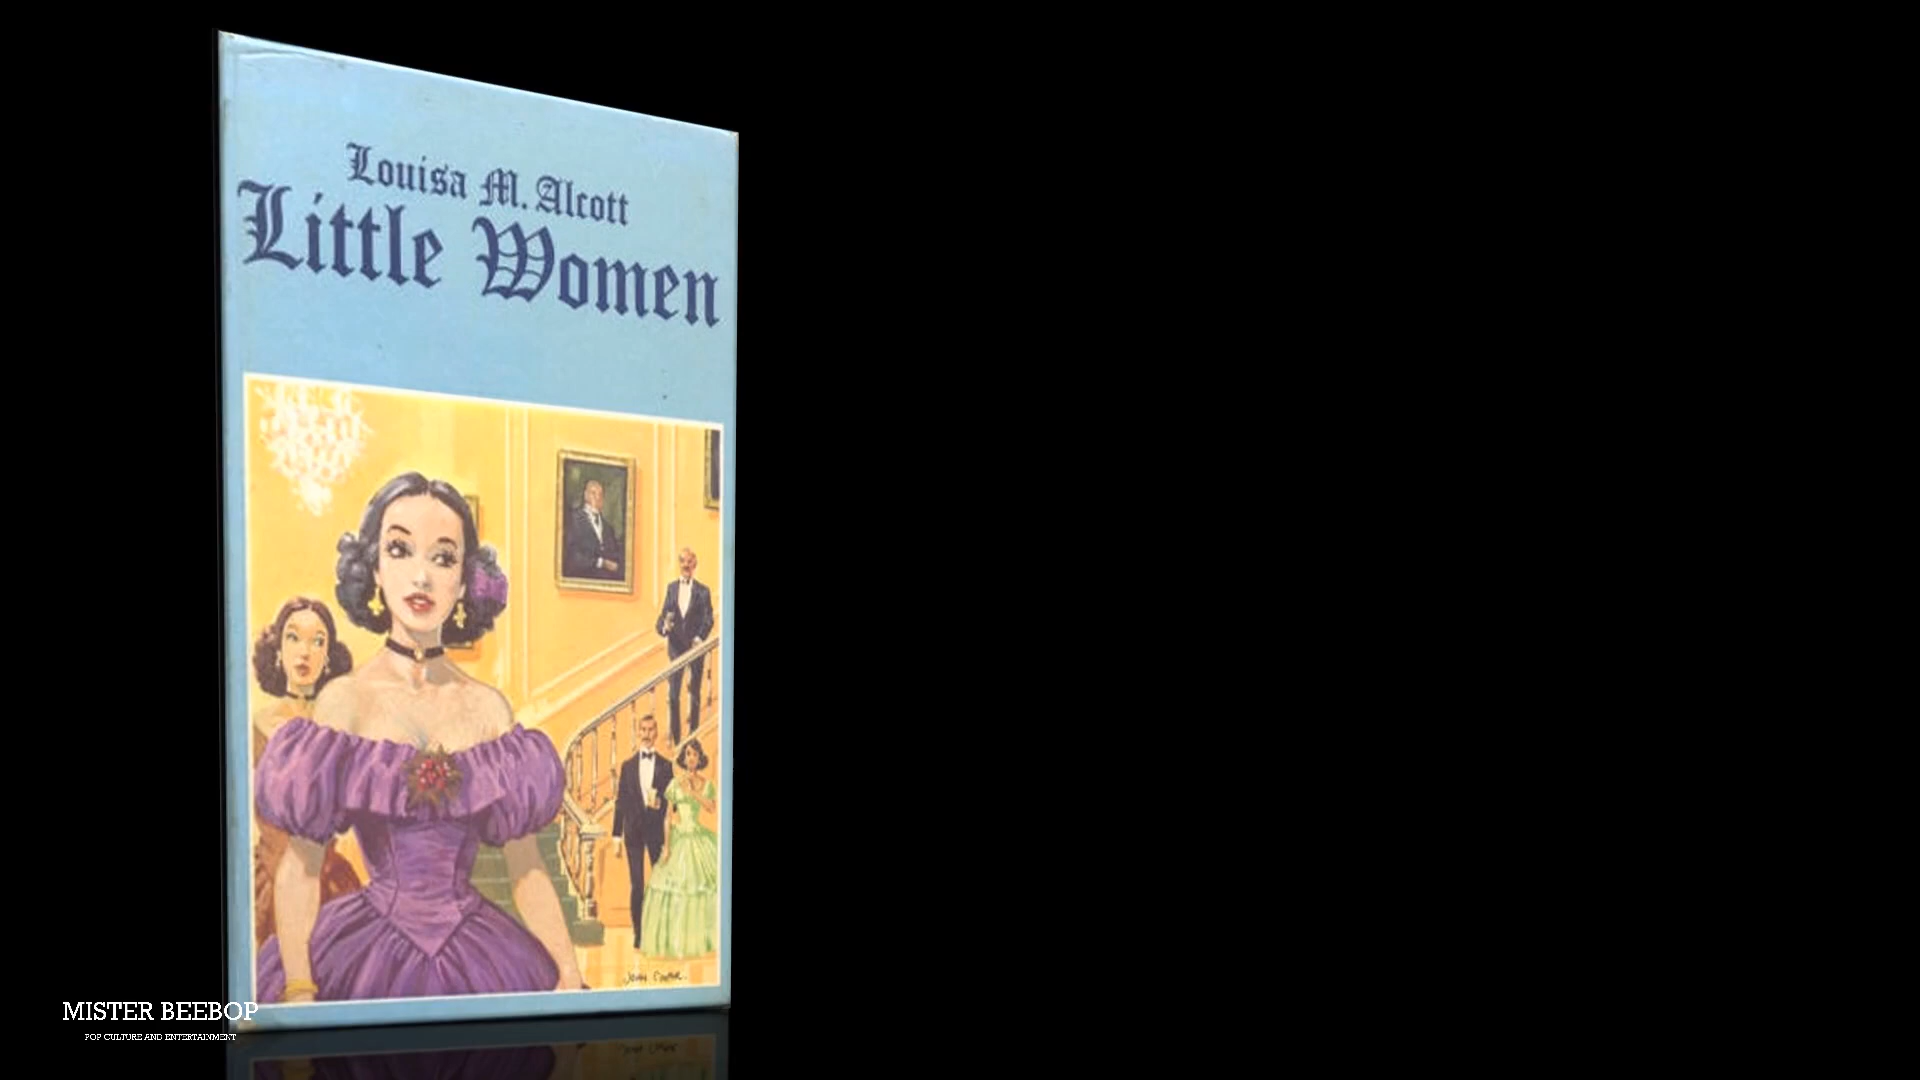 Louisa M. Alcott
Little Women
MISTER BEEBOP
POP CULTURE AND ENTERTAINMENT